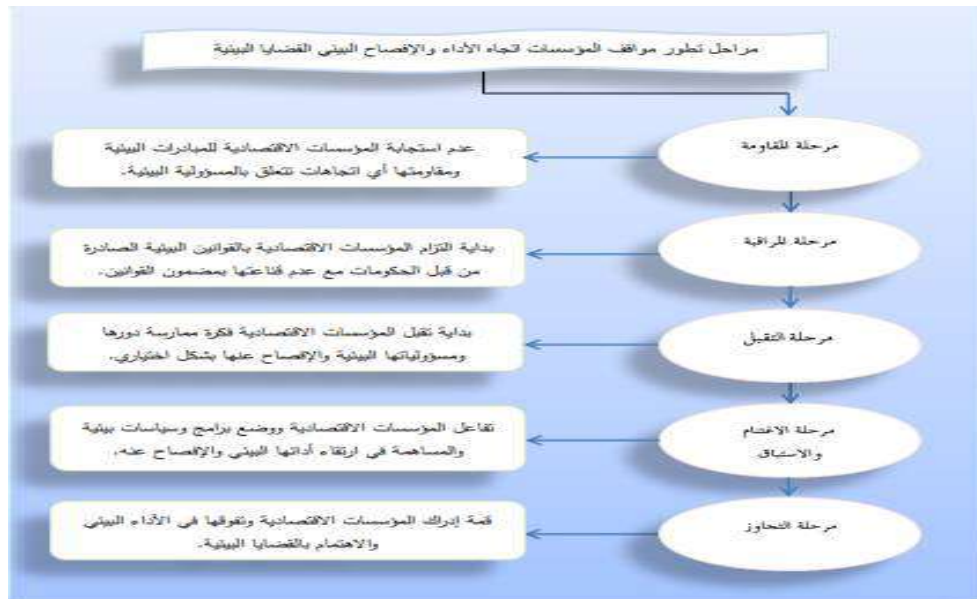 مراحل تطور مواقف المؤسسات اتجاه الأداء والإفصاح البيئي القضايا البيئية
مرحلة المقاومة
عدم استجابة المؤسسات الاقتصادية للمبادرات البيئية
ومقاومتها أي اتجاهات تتعلق بالمسؤولية البيئية.
مرحلة المراقبة
بداية التزام المؤسسات الاقتصادية بالقوانين البيئية الصادرة
من قبل الحكومات مع عدم قناعتها بمضمون القوانين.
مرحلة التقبل
بداية تقبل المؤسسات الاقتصادية فكرة ممارسة دورها
ومسؤولياتها البيئية والإفصاح عنها بشكل اختياري.
مرحلة الاغتنام
والاستباق
تفاعل المؤسسات الاقتصادية ووضع برامج وسياسات بيئية
والمساهمة في ارتقاء أدائها البيئي والإفصاح عنه.
مرحلة التجاوز
قمة إدراك المؤسسات الاقتصادية وتفوقها في الأداء البيئي
والاهتمام بالقضايا البيئية.